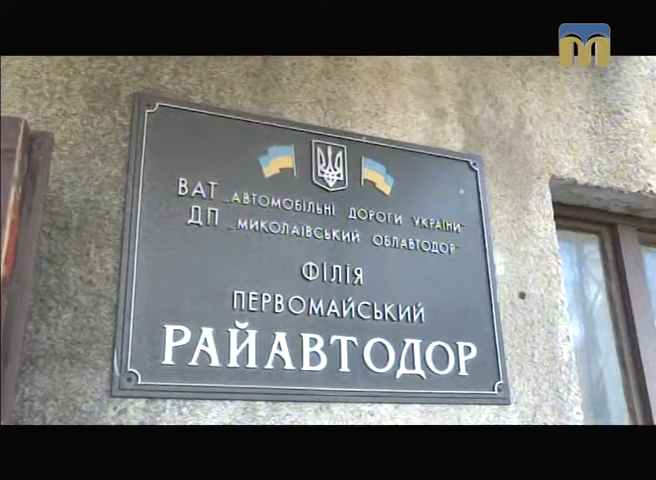 ВАТ „АВТОМОБІЛЬНІ ДОРОГИ УКРАЇНИ"
ДП „МИКОЛАЇВСЬКИЙ ОБЛАВТОДОР"
ФІЛІЯ
ПЕРВОМАЙСЬКИЙ
РАЙАВТОДОР